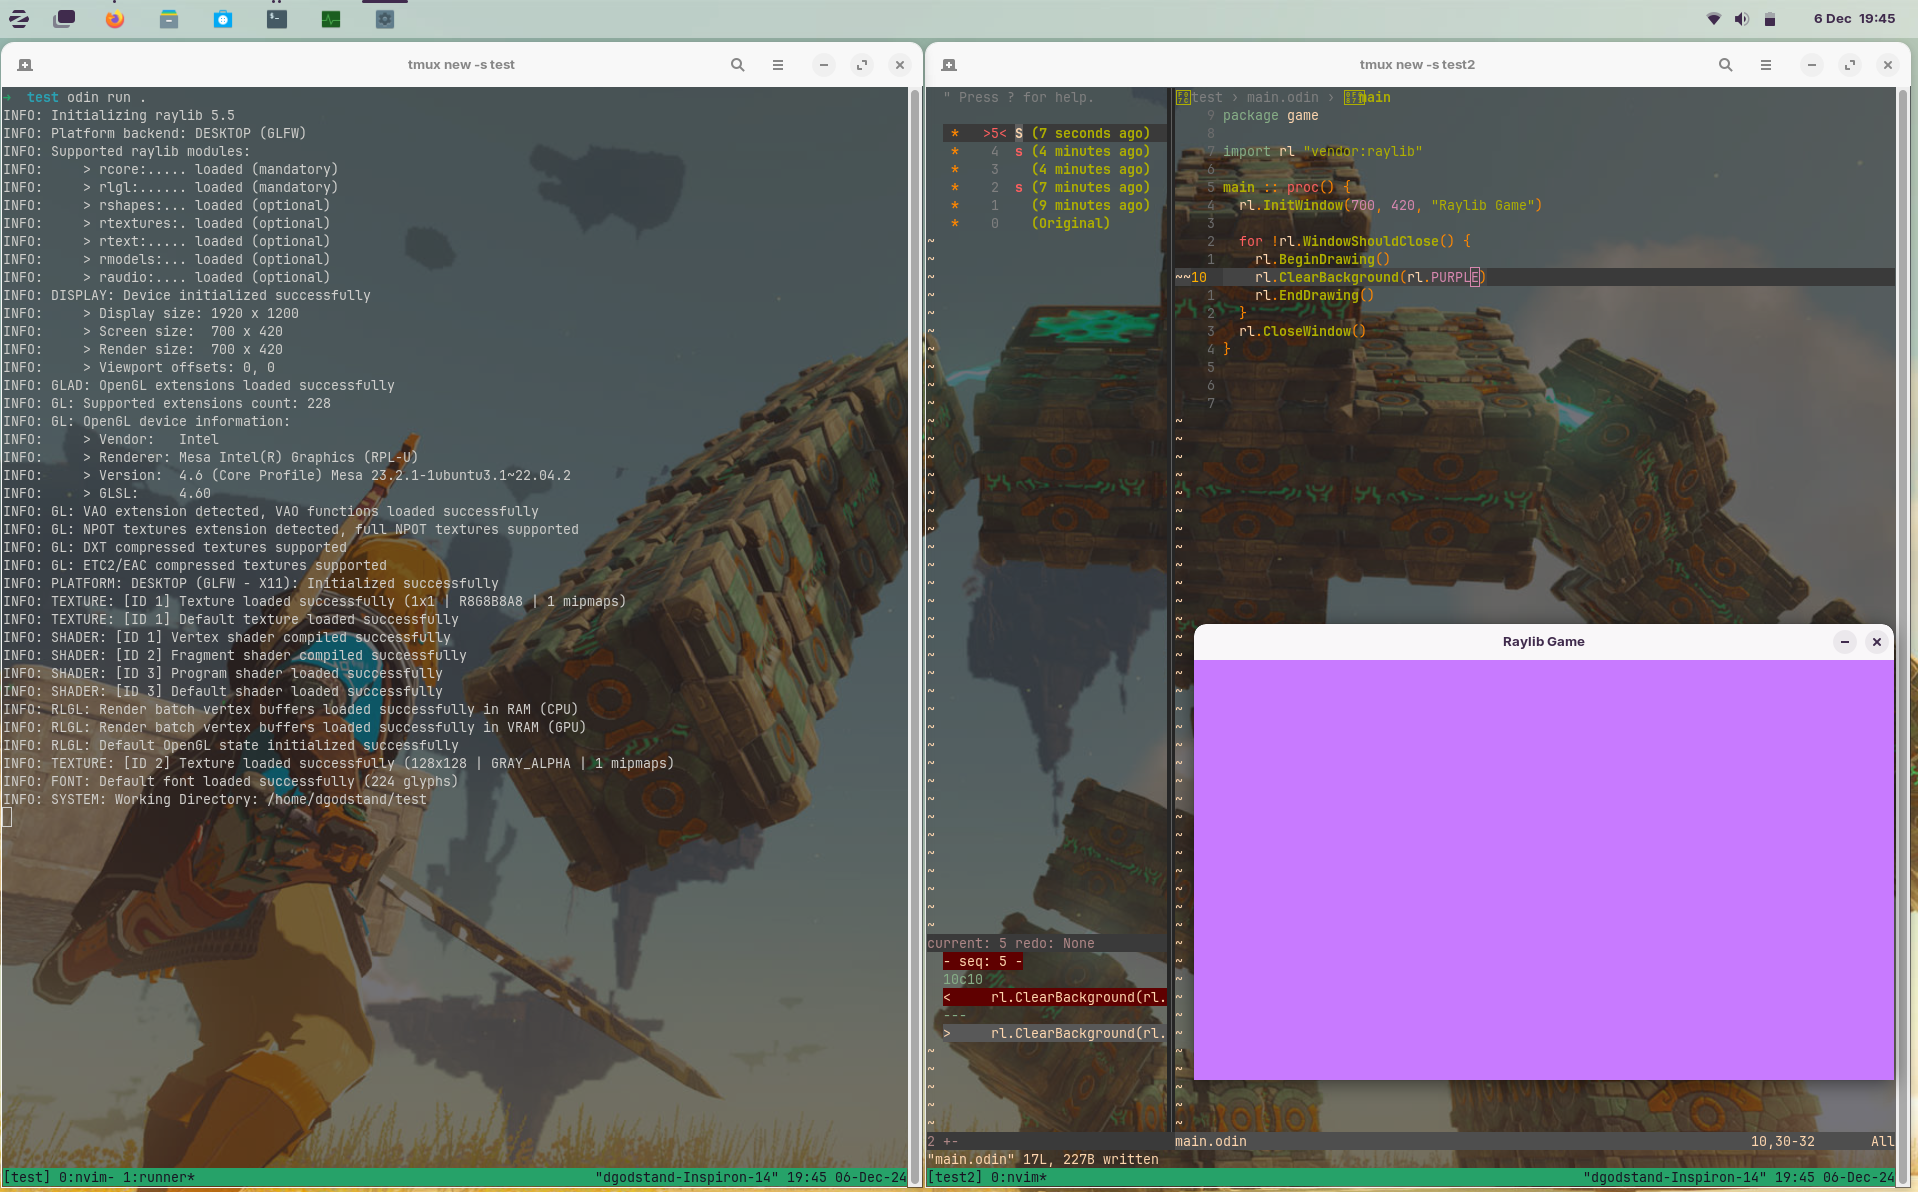 6 Dec 19:45
tmux new -s test
→ test odin run .
INFO: Initializing raylib 5.5
INFO: Platform backend: DESKTOP (GLFW)
INFO: Supported raylib modules:
INFO:     > rcore:..... loaded (mandatory)
INFO:     > rlgl:...... loaded (mandatory)
INFO:     > rshapes:... loaded (optional)
INFO:     > rtextures:. loaded (optional)
INFO:     > rtext:..... loaded (optional)
INFO:     > rmodels:... loaded (optional)
INFO:     > raudio:.... loaded (optional)
INFO: DISPLAY: Device initialized successfully
INFO:     > Display size: 1920 x 1200
INFO:     > Screen size:  700 x 420
INFO:     > Render size:  700 x 420
INFO:     > Viewport offsets: 0, 0
INFO: GLAD: OpenGL extensions loaded successfully
INFO: GL: Supported extensions count: 228
INFO: GL: OpenGL device information:
INFO:     > Vendor:   Intel
INFO:     > Renderer: Mesa Intel(R) Graphics (RPL-U)
INFO:     > Version:  4.6 (Core Profile) Mesa 23.2.1-1ubuntu3.1~22.04.2
INFO:     > GLSL:     4.60
INFO: GL: VAO extension detected, VAO functions loaded successfully
INFO: GL: NPOT textures extension detected, full NPOT textures supported
INFO: GL: DXT compressed textures supported
INFO: GL: ETC2/EAC compressed textures supported
INFO: PLATFORM: DESKTOP (GLFW - X11): Initialized successfully
INFO: TEXTURE: [ID 1] Texture loaded successfully (1x1 | R8G8B8A8 | 1 mipmaps)
INFO: TEXTURE: [ID 1] Default texture loaded successfully
INFO: SHADER: [ID 1] Vertex shader compiled successfully
INFO: SHADER: [ID 2] Fragment shader compiled successfully
INFO: SHADER: [ID 3] Program shader loaded successfully
INFO: SHADER: [ID 3] Default shader loaded successfully
INFO: RLGL: Render batch vertex buffers loaded successfully in RAM (CPU)
INFO: RLGL: Render batch vertex buffers loaded successfully in VRAM (GPU)
INFO: RLGL: Default OpenGL state initialized successfully
INFO: TEXTURE: [ID 2] Texture loaded successfully (128x128 | GRAY_ALPHA | 1 mipmaps)
INFO: FONT: Default font loaded successfully (224 glyphs)
INFO: SYSTEM: Working Directory: /home/dgodstand/test
[test] 0:nvim- 1:runner* "dgodstand-Inspiron-14" 19:45 06-Dec-24
tmux new -s test2
" Press ? for help.
* >5< S (7 seconds ago)
* 4 s (4 minutes ago)
* 3 (4 minutes ago)
* 2 s (7 minutes ago)
* 1 (9 minutes ago)
* 0 (Original)
current: 5 redo: None
- seq: 5 -
10c10
<     rl.ClearBackground(rl.
---
>     rl.ClearBackground(rl.
2 +-
test › main.odin › main
9 package game
8
7 import rl "vendor:raylib"
6
5 main :: proc() {
4   rl.InitWindow(700, 420, "Raylib Game")
3
2   for !rl.WindowShouldClose() {
1     rl.BeginDrawing()
~~10     rl.ClearBackground(rl.PURPLE)
1     rl.EndDrawing()
2   }
3   rl.CloseWindow()
4 }
5
6
7
Raylib Game
main.odin 10,30-32 All
"main.odin" 17L, 227B written
[test2] 0:nvim* "dgodstand-Inspiron-14" 19:45 06-Dec-24